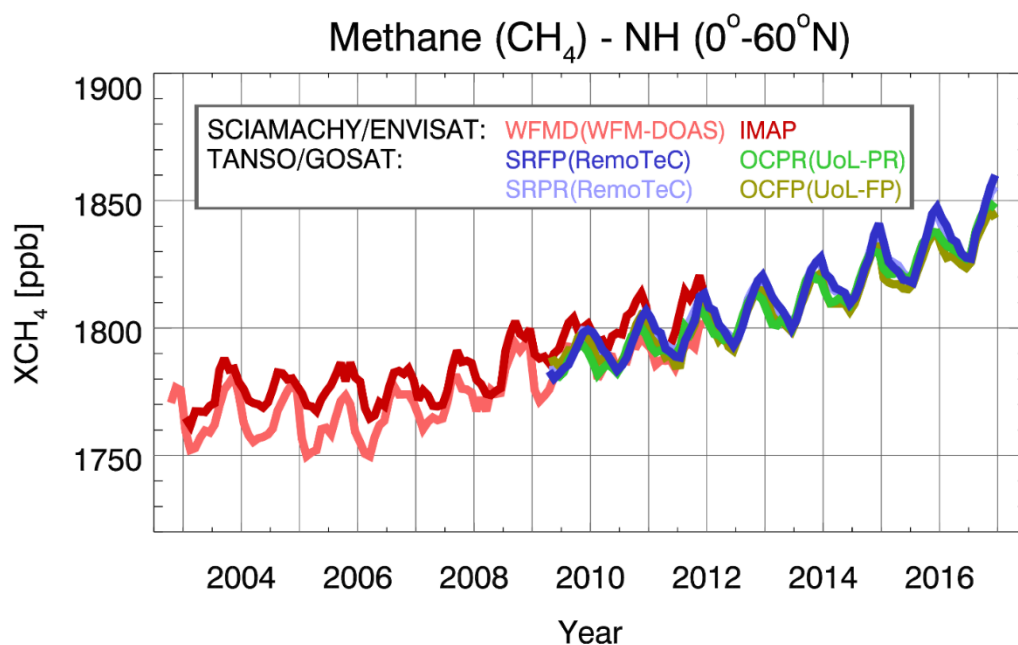 Methane (CH₄) - NH (0°-60°N)
1900
SCIAMACHY/ENVISAT: WFMD(WFM-DOAS) IMAP
TANSO/GOSAT: SRFP(RemoTeC) OCPR(UoL-PR)
SRPR(RemoTeC) OCFP(UoL-FP)
1850
XCH₄ [ppb]
1800
1750
2004 2006 2008 2010 2012 2014 2016
Year